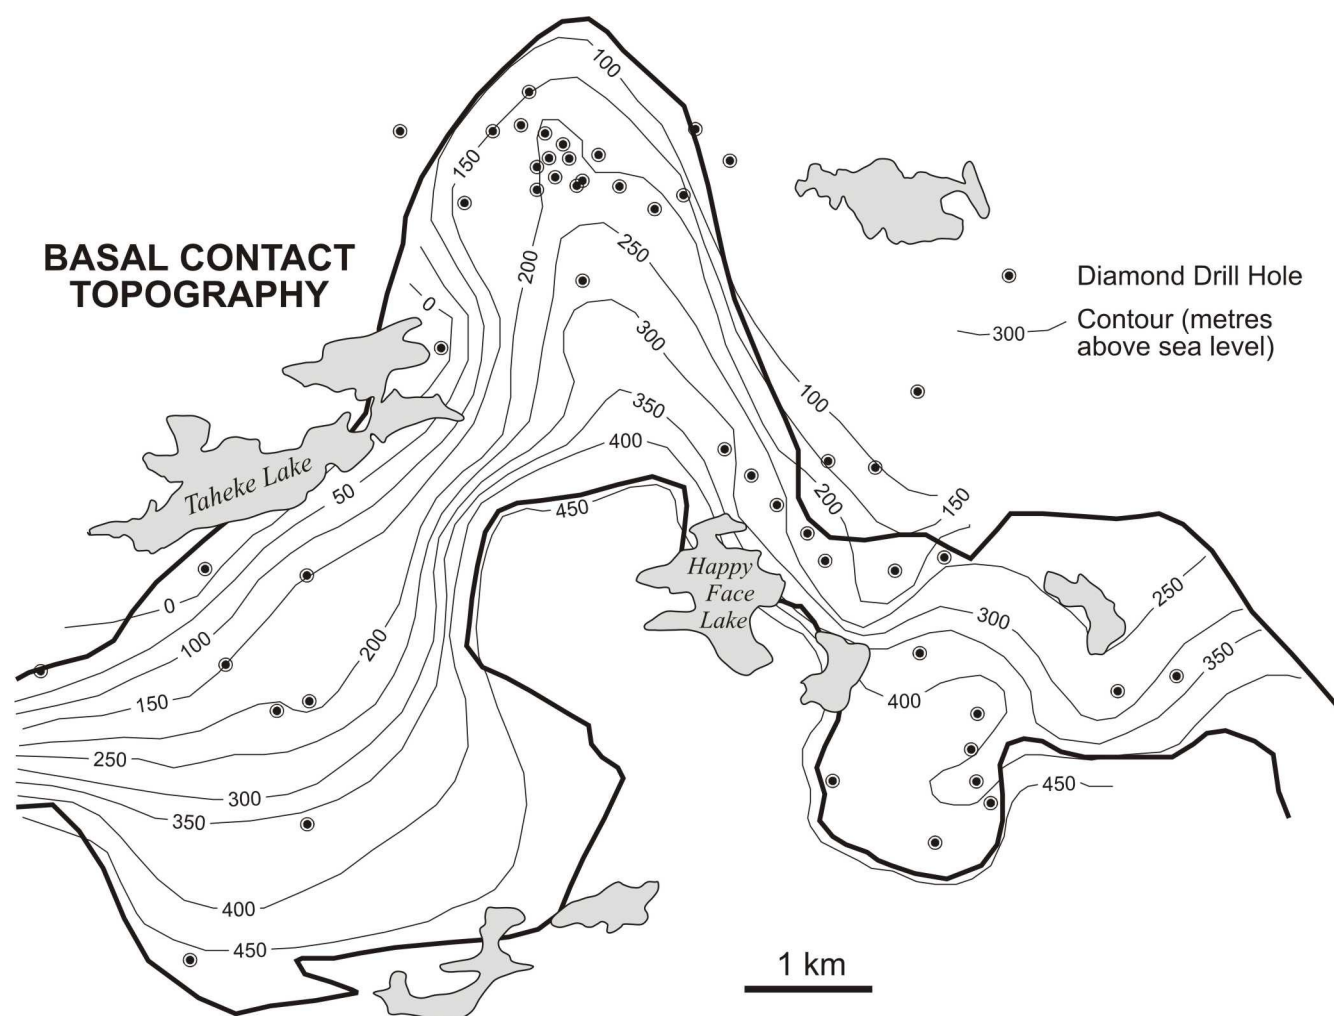 100
150
BASAL CONTACT
TOPOGRAPHY
200
250
Diamond Drill Hole
0
300
300
Contour (metres
above sea level)
350
100
400
Taheke Lake
50
450
200
150
Happy
Face
Lake
0
100
200
300
250
350
150
400
250
300
350
450
400
450
1 km